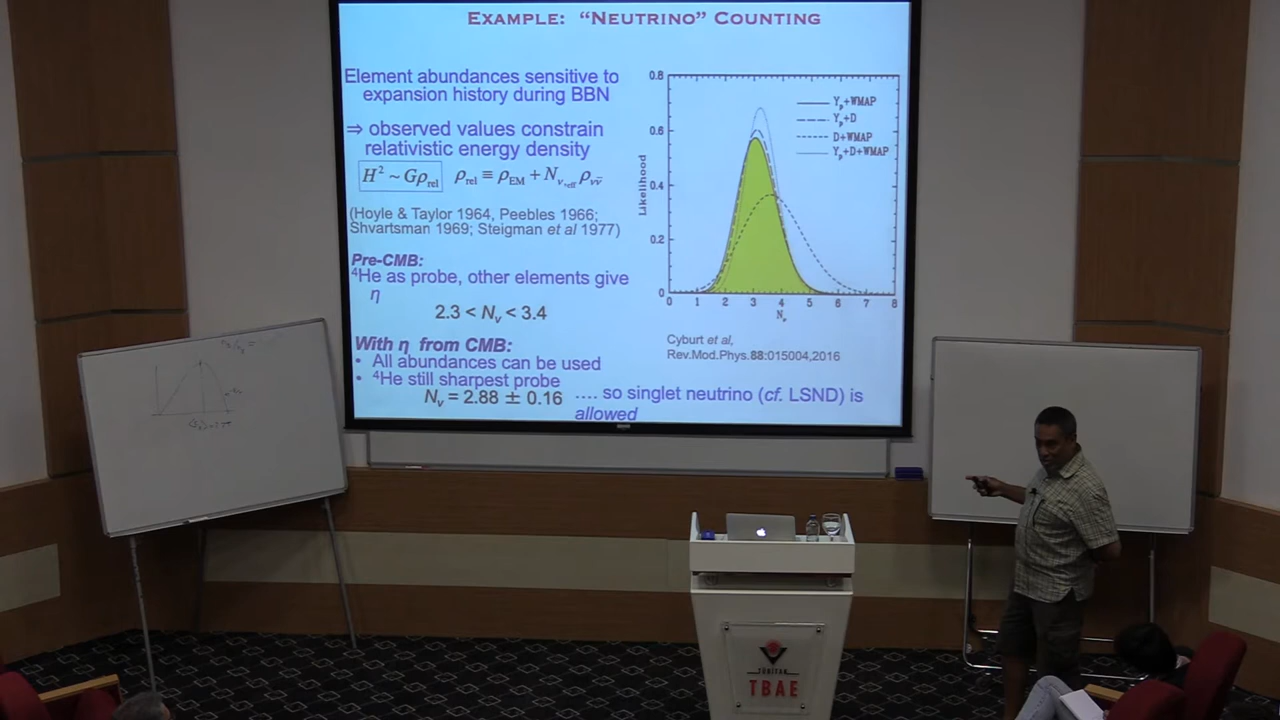 EXAMPLE: "NEUTRINO" COUNTING
Element abundances sensitive to
expansion history during BBN
⇒ observed values constrain
relativistic energy density
H² ~ Gρrel ρrel ≡ ρEM + Nν,eff ρνν̄
(Hoyle & Taylor 1964, Peebles 1966;
Shvartsman 1969; Steigman et al 1977)
Pre-CMB:
⁴He as probe, other elements give
η
2.3 < Nν < 3.4
With η from CMB:
• All abundances can be used
• ⁴He still sharpest probe
Nν = 2.88 ± 0.16 .... so singlet neutrino (cf. LSND) is
allowed
0.8
0.6
0.4
0.2
0
Likelihood
Yp+WMAP
Yp+D
D+WMAP
Yp+D+WMAP
0 1 2 3 4 5 6 7 8
Nν
Cyburt et al,
Rev.Mod.Phys.88:015004,2016
TÜBİTAK
TBAE